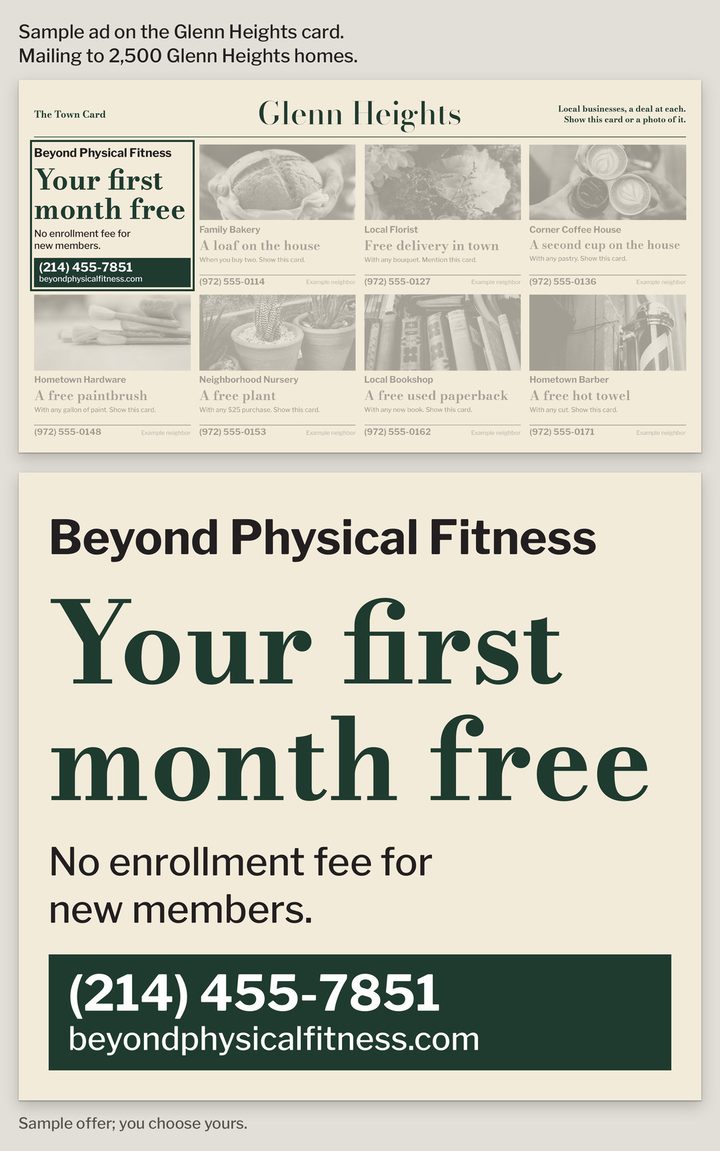 Sample ad on the Glenn Heights card.
Mailing to 2,500 Glenn Heights homes.
The Town Card
Glenn Heights
Local businesses, a deal at each.
Show this card or a photo of it.
Beyond Physical Fitness
Your first
month free
No enrollment fee for
new members.
(214) 455-7851
beyondphysicalfitness.com
Family Bakery
A loaf on the house
When you buy two. Show this card.
(972) 555-0114
Example neighbor
Local Florist
Free delivery in town
With any bouquet. Mention this card.
(972) 555-0127
Example neighbor
Corner Coffee House
A second cup on the house
With any pastry. Show this card.
(972) 555-0136
Example neighbor
Hometown Hardware
A free paintbrush
With any gallon of paint. Show this card.
(972) 555-0148
Example neighbor
Neighborhood Nursery
A free plant
With any $25 purchase. Show this card.
(972) 555-0153
Example neighbor
Local Bookshop
A free used paperback
With any new book. Show this card.
(972) 555-0162
Example neighbor
Hometown Barber
A free hot towel
With any cut. Show this card.
(972) 555-0171
Example neighbor
Beyond Physical Fitness
Your first
month free
No enrollment fee for
new members.
(214) 455-7851
beyondphysicalfitness.com
Sample offer; you choose yours.